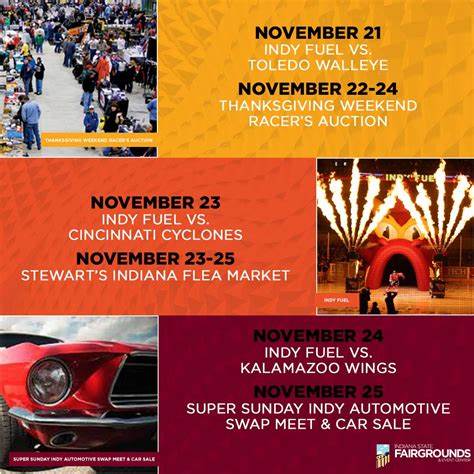 NOVEMBER 21
INDY FUEL VS.
TOLEDO WALLEYE
NOVEMBER 22-24
THANKSGIVING WEEKEND
RACER'S AUCTION
THANKSGIVING WEEKEND RACER'S AUCTION
NOVEMBER 23
INDY FUEL VS.
CINCINNATI CYCLONES
NOVEMBER 23-25
STEWART'S INDIANA FLEA MARKET
INDY FUEL
NOVEMBER 24
INDY FUEL VS.
KALAMAZOO WINGS
NOVEMBER 25
SUPER SUNDAY INDY AUTOMOTIVE
SWAP MEET & CAR SALE
SUPER SUNDAY INDY AUTOMOTIVE SWAP MEET & CAR SALE
INDIANA STATE
FAIRGROUNDS
& EVENT CENTER